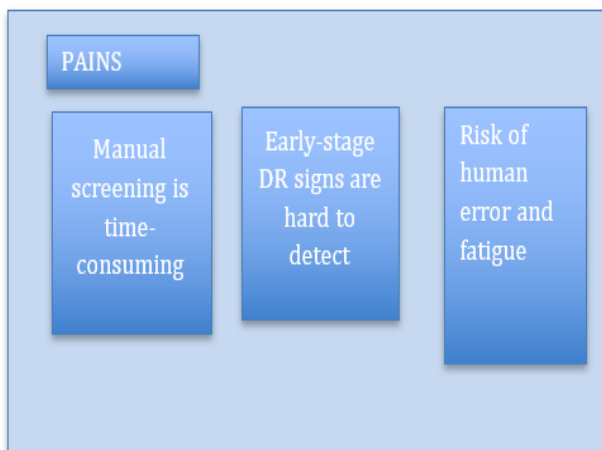 PAINS
Manual
screening is
time-
consuming
Early-stage
DR signs are
hard to
detect
Risk of
human
error and
fatigue